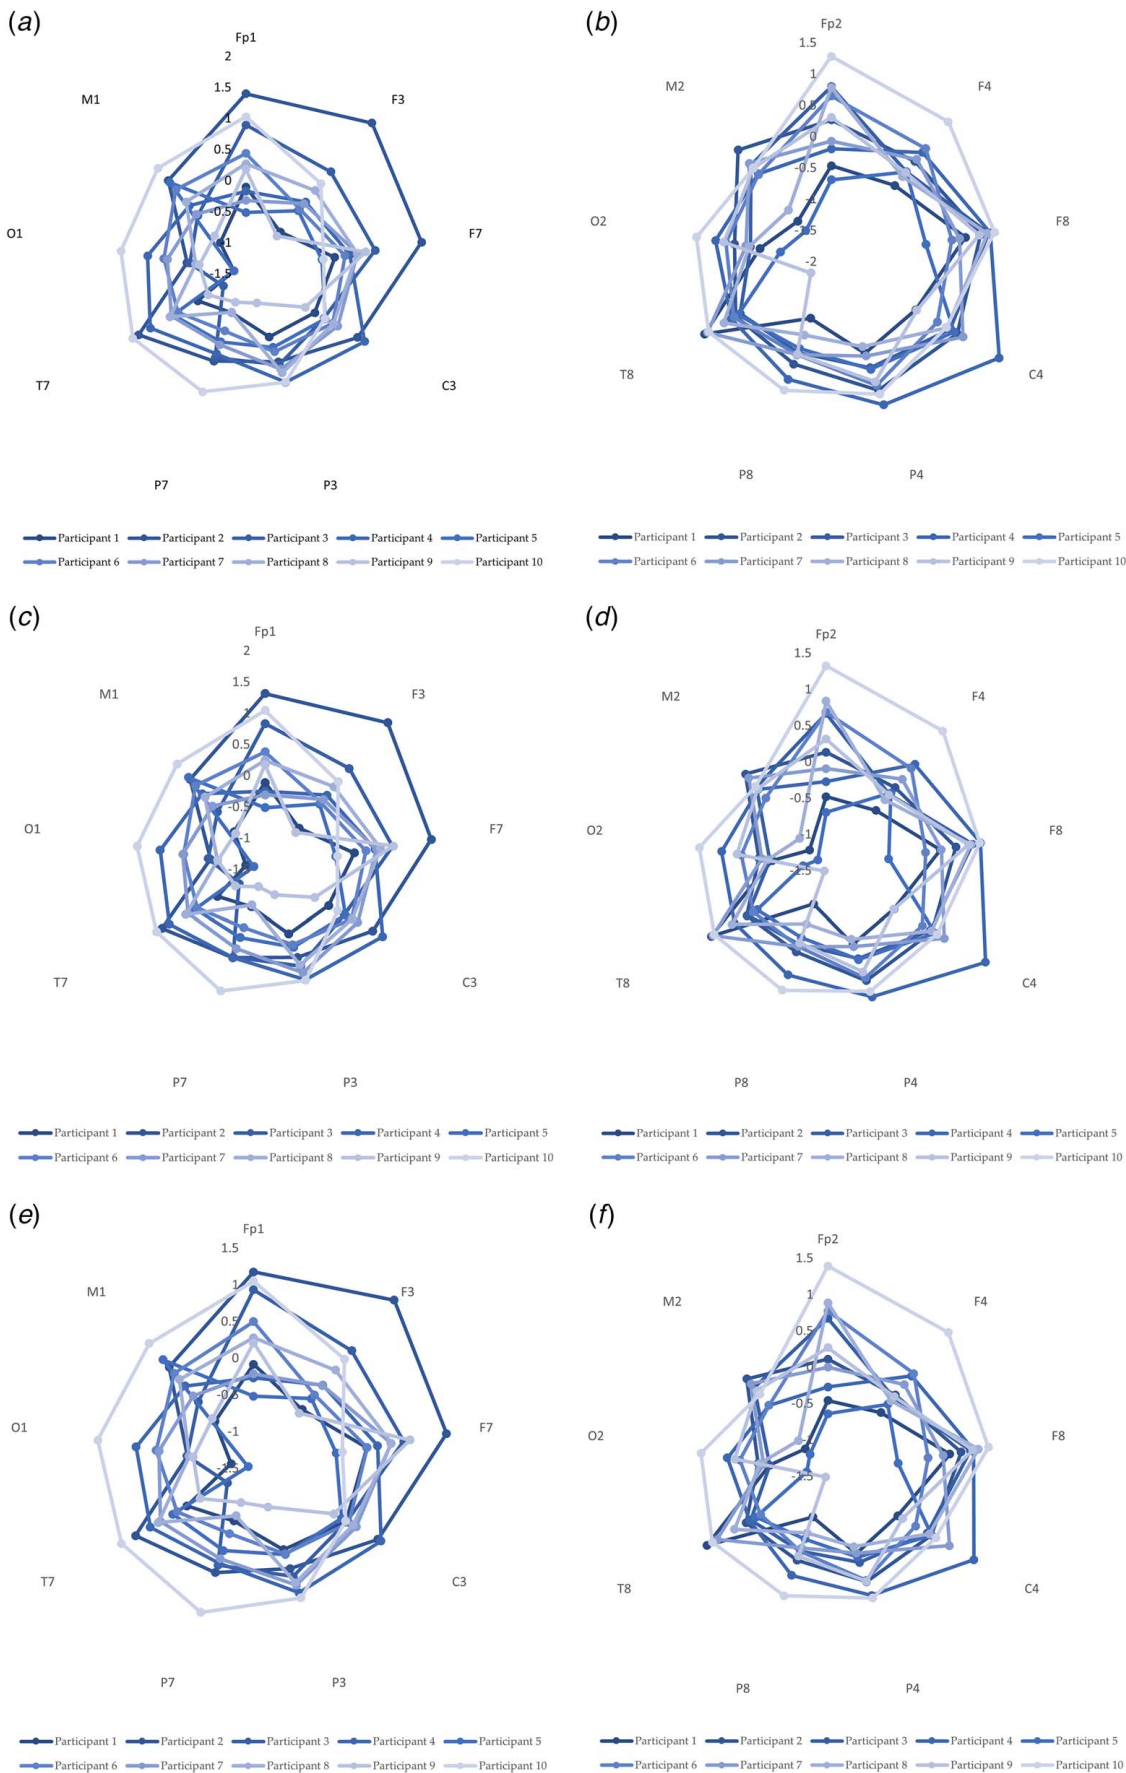 (a)
Fp1
2
1.5
1
0.5
0
-0.5
-1
-1.5
F3
F7
C3
P3
P7
T7
O1
M1
Participant 1 Participant 2 Participant 3 Participant 4 Participant 5
Participant 6 Participant 7 Participant 8 Participant 9 Participant 10
(b)
Fp2
1.5
1
0.5
0
-0.5
-1
-1.5
-2
F4
F8
C4
P4
P8
T8
O2
M2
Participant 1 Participant 2 Participant 3 Participant 4 Participant 5
Participant 6 Participant 7 Participant 8 Participant 9 Participant 10
(c)
Fp1
2
1.5
1
0.5
0
-0.5
-1
-1.5
F3
F7
C3
P3
P7
T7
O1
M1
Participant 1 Participant 2 Participant 3 Participant 4 Participant 5
Participant 6 Participant 7 Participant 8 Participant 9 Participant 10
(d)
Fp2
1.5
1
0.5
0
-0.5
-1
-1.5
F4
F8
C4
P4
P8
T8
O2
M2
Participant 1 Participant 2 Participant 3 Participant 4 Participant 5
Participant 6 Participant 7 Participant 8 Participant 9 Participant 10
(e)
Fp1
1.5
1
0.5
0
-0.5
-1
-1.5
F3
F7
C3
P3
P7
T7
O1
M1
Participant 1 Participant 2 Participant 3 Participant 4 Participant 5
Participant 6 Participant 7 Participant 8 Participant 9 Participant 10
(f)
Fp2
1.5
1
0.5
0
-0.5
-1
-1.5
F4
F8
C4
P4
P8
T8
O2
M2
Participant 1 Participant 2 Participant 3 Participant 4 Participant 5
Participant 6 Participant 7 Participant 8 Participant 9 Participant 10